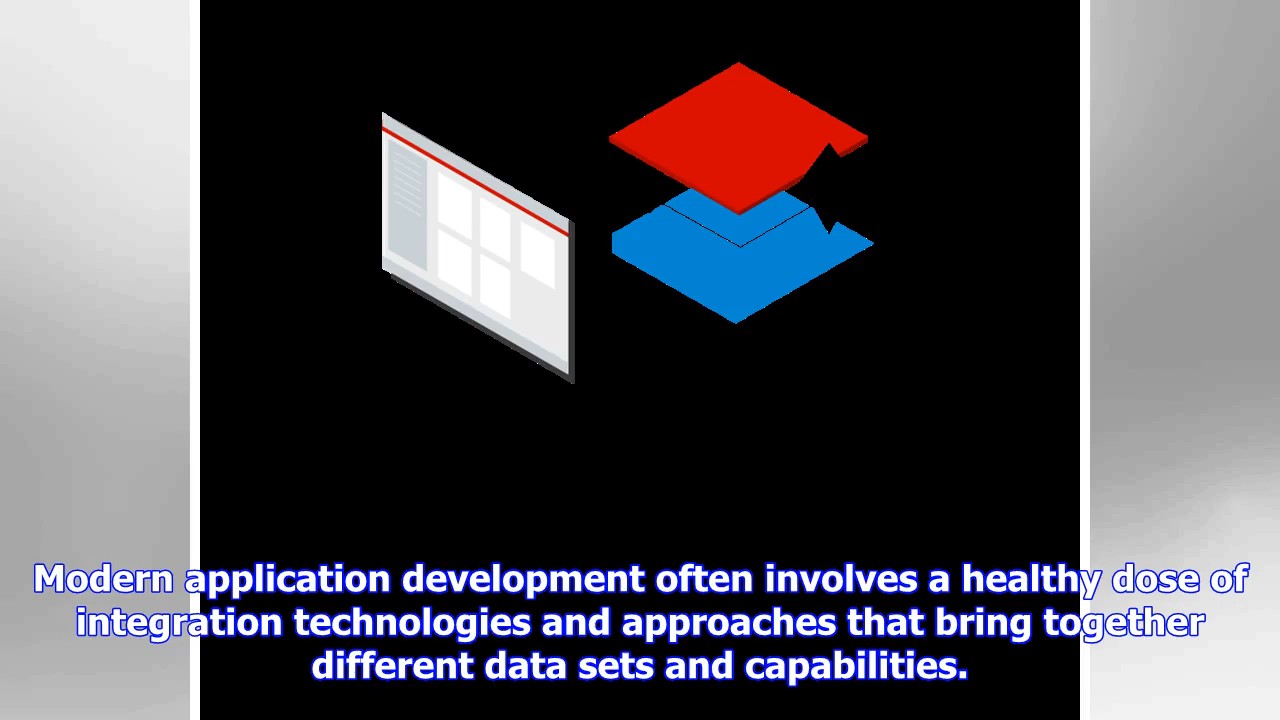 Modern application development often involves a healthy dose of
integration technologies and approaches that bring together
different data sets and capabilities.